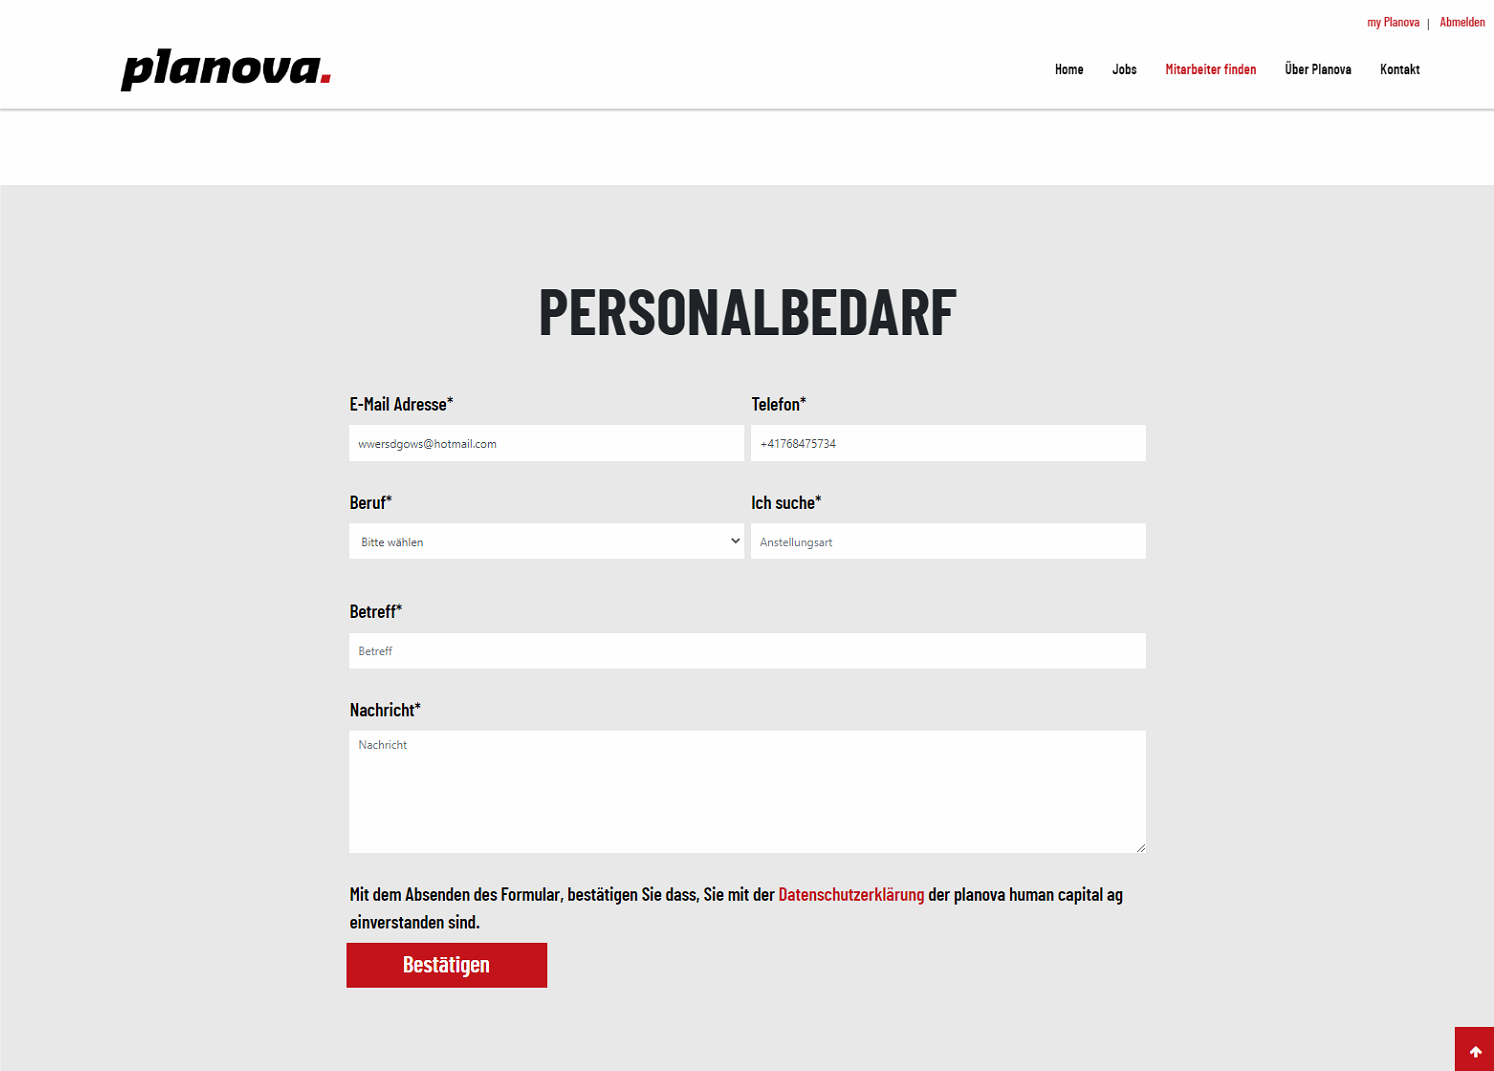 my Planova | Abmelden
planova.
Home Jobs Mitarbeiter finden Über Planova Kontakt
PERSONALBEDARF
E-Mail Adresse* Telefon*
wwersdgows@hotmail.com +41768475734
Beruf* Ich suche*
Bitte wählen Anstellungsart
Betreff*
Betreff
Nachricht*
Nachricht
Mit dem Absenden des Formular, bestätigen Sie dass, Sie mit der Datenschutzerklärung der planova human capital ag
einverstanden sind.
Bestätigen